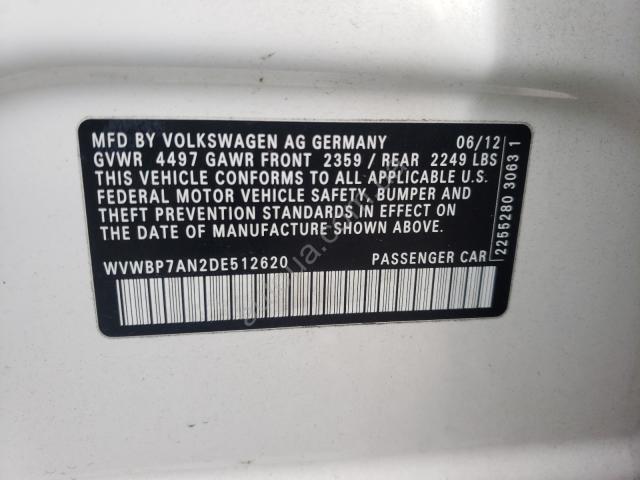 MFD BY VOLKSWAGEN AG GERMANY 06/12
GVWR 4497 GAWR FRONT 2359 / REAR 2249 LBS
THIS VEHICLE CONFORMS TO ALL APPLICABLE U.S.
FEDERAL MOTOR VEHICLE SAFETY, BUMPER AND
THEFT PREVENTION STANDARDS IN EFFECT ON
THE DATE OF MANUFACTURE SHOWN ABOVE.
WVWBP7AN2DE512620 PASSENGER CAR
2255280 3063 1